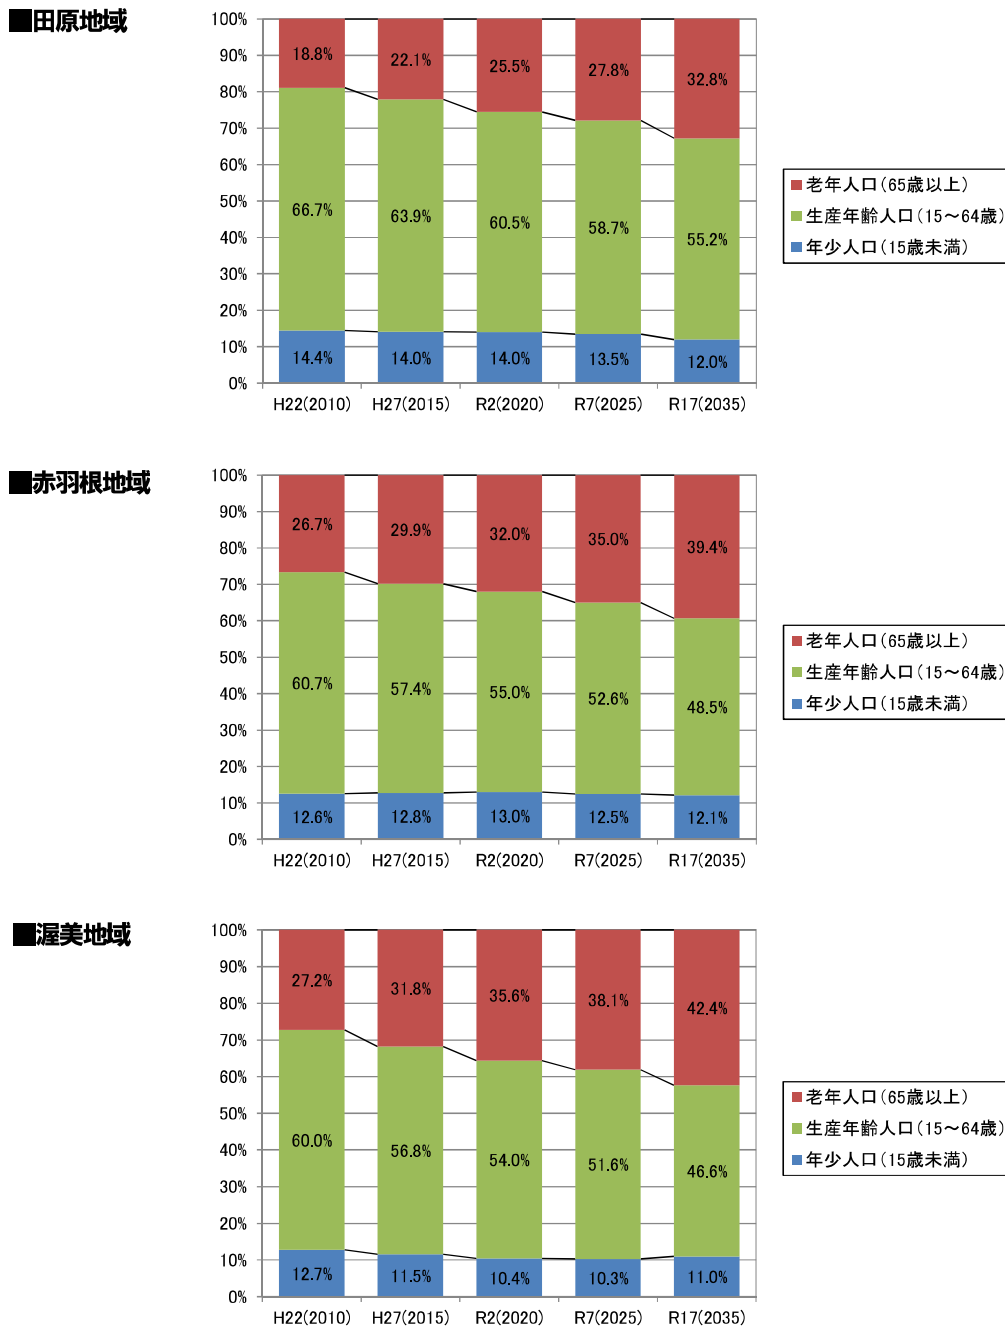 ■田原地域
100%
90%
80%
70%
60%
50%
40%
30%
20%
10%
0%
18.8% 22.1% 25.5% 27.8% 32.8%
66.7% 63.9% 60.5% 58.7% 55.2%
14.4% 14.0% 14.0% 13.5% 12.0%
H22(2010) H27(2015) R2(2020) R7(2025) R17(2035)
老年人口(65歳以上)
生産年齢人口(15～64歳)
年少人口(15歳未満)
■赤羽根地域
100%
90%
80%
70%
60%
50%
40%
30%
20%
10%
0%
26.7% 29.9% 32.0% 35.0% 39.4%
60.7% 57.4% 55.0% 52.6% 48.5%
12.6% 12.8% 13.0% 12.5% 12.1%
H22(2010) H27(2015) R2(2020) R7(2025) R17(2035)
老年人口(65歳以上)
生産年齢人口(15～64歳)
年少人口(15歳未満)
■渥美地域
100%
90%
80%
70%
60%
50%
40%
30%
20%
10%
0%
27.2% 31.8% 35.6% 38.1% 42.4%
60.0% 56.8% 54.0% 51.6% 46.6%
12.7% 11.5% 10.4% 10.3% 11.0%
H22(2010) H27(2015) R2(2020) R7(2025) R17(2035)
老年人口(65歳以上)
生産年齢人口(15～64歳)
年少人口(15歳未満)